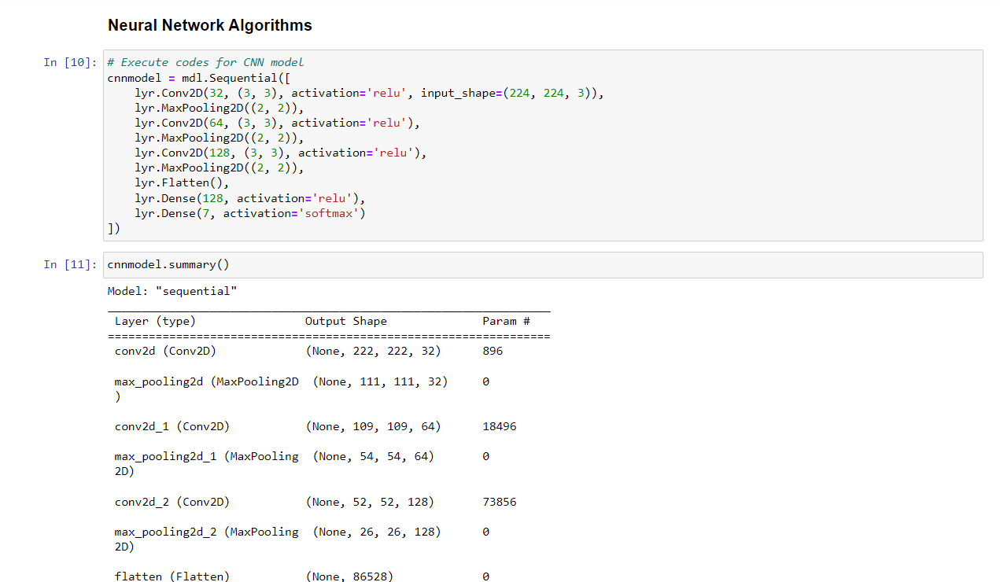 Neural Network Algorithms
In [10]:
# Execute codes for CNN model
cnnmodel = mdl.Sequential([
    lyr.Conv2D(32, (3, 3), activation='relu', input_shape=(224, 224, 3)),
    lyr.MaxPooling2D((2, 2)),
    lyr.Conv2D(64, (3, 3), activation='relu'),
    lyr.MaxPooling2D((2, 2)),
    lyr.Conv2D(128, (3, 3), activation='relu'),
    lyr.MaxPooling2D((2, 2)),
    lyr.Flatten(),
    lyr.Dense(128, activation='relu'),
    lyr.Dense(7, activation='softmax')
])
In [11]:
cnnmodel.summary()
Model: "sequential"
_________________________________________________________________
 Layer (type)                Output Shape              Param #
=================================================================
 conv2d (Conv2D)             (None, 222, 222, 32)      896
 max_pooling2d (MaxPooling2D  (None, 111, 111, 32)     0
 )
 conv2d_1 (Conv2D)           (None, 109, 109, 64)      18496
 max_pooling2d_1 (MaxPooling  (None, 54, 54, 64)       0
 2D)
 conv2d_2 (Conv2D)           (None, 52, 52, 128)       73856
 max_pooling2d_2 (MaxPooling  (None, 26, 26, 128)      0
 2D)
 flatten (Flatten)           (None, 86528)             0